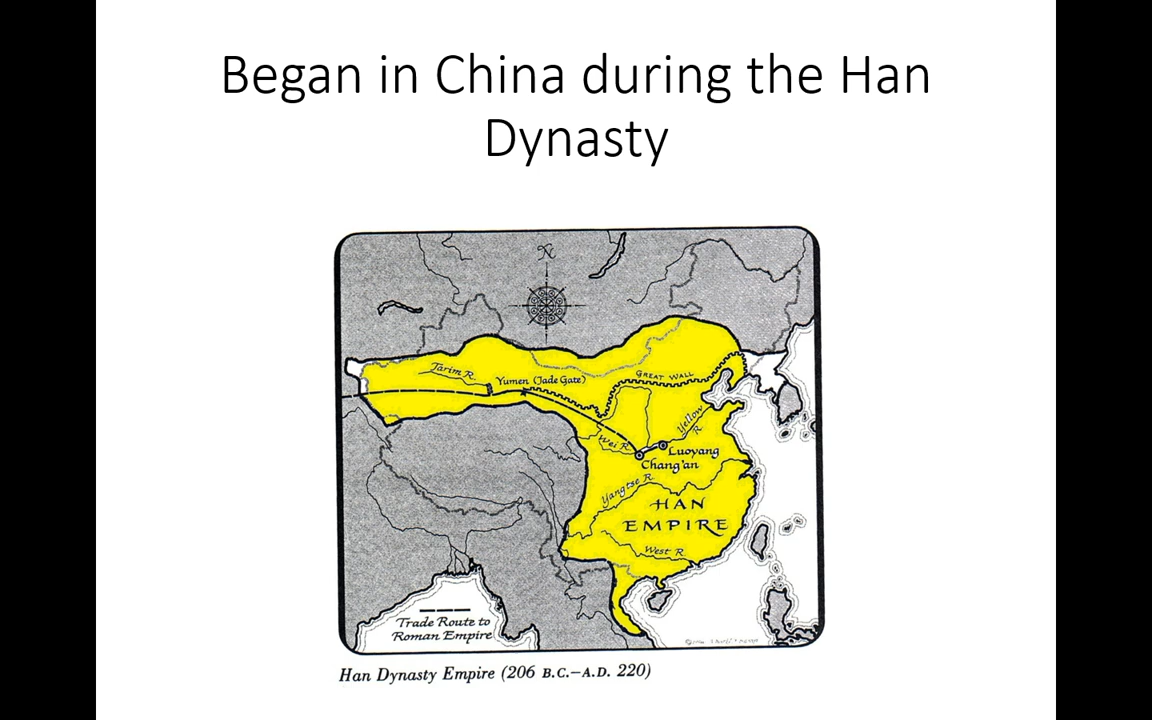 Began in China during the Han
Dynasty
N
Tarim R.
Yumen (Jade Gate)
GREAT WALL
Yellow
R.
Wei R.
Luoyang
Chang'an
Yangtse R.
HAN
EMPIRE
West R.
Trade Route to
Roman Empire
Han Dynasty Empire (206 B.C.–A.D. 220)